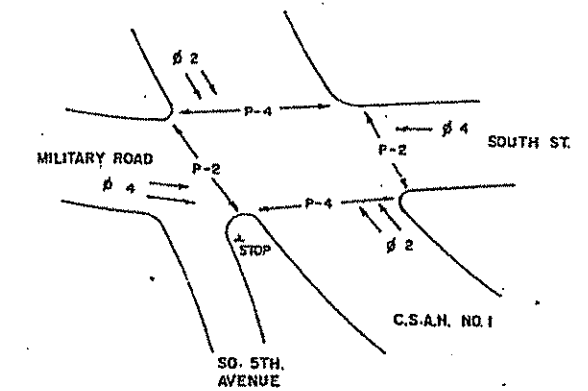 Ø 2
P-4
Ø 4
SOUTH ST.
P-2
MILITARY ROAD
P-2
Ø 4
P-4
STOP
Ø 2
C.S.A.H. NO. 1
SO. 5TH.
AVENUE